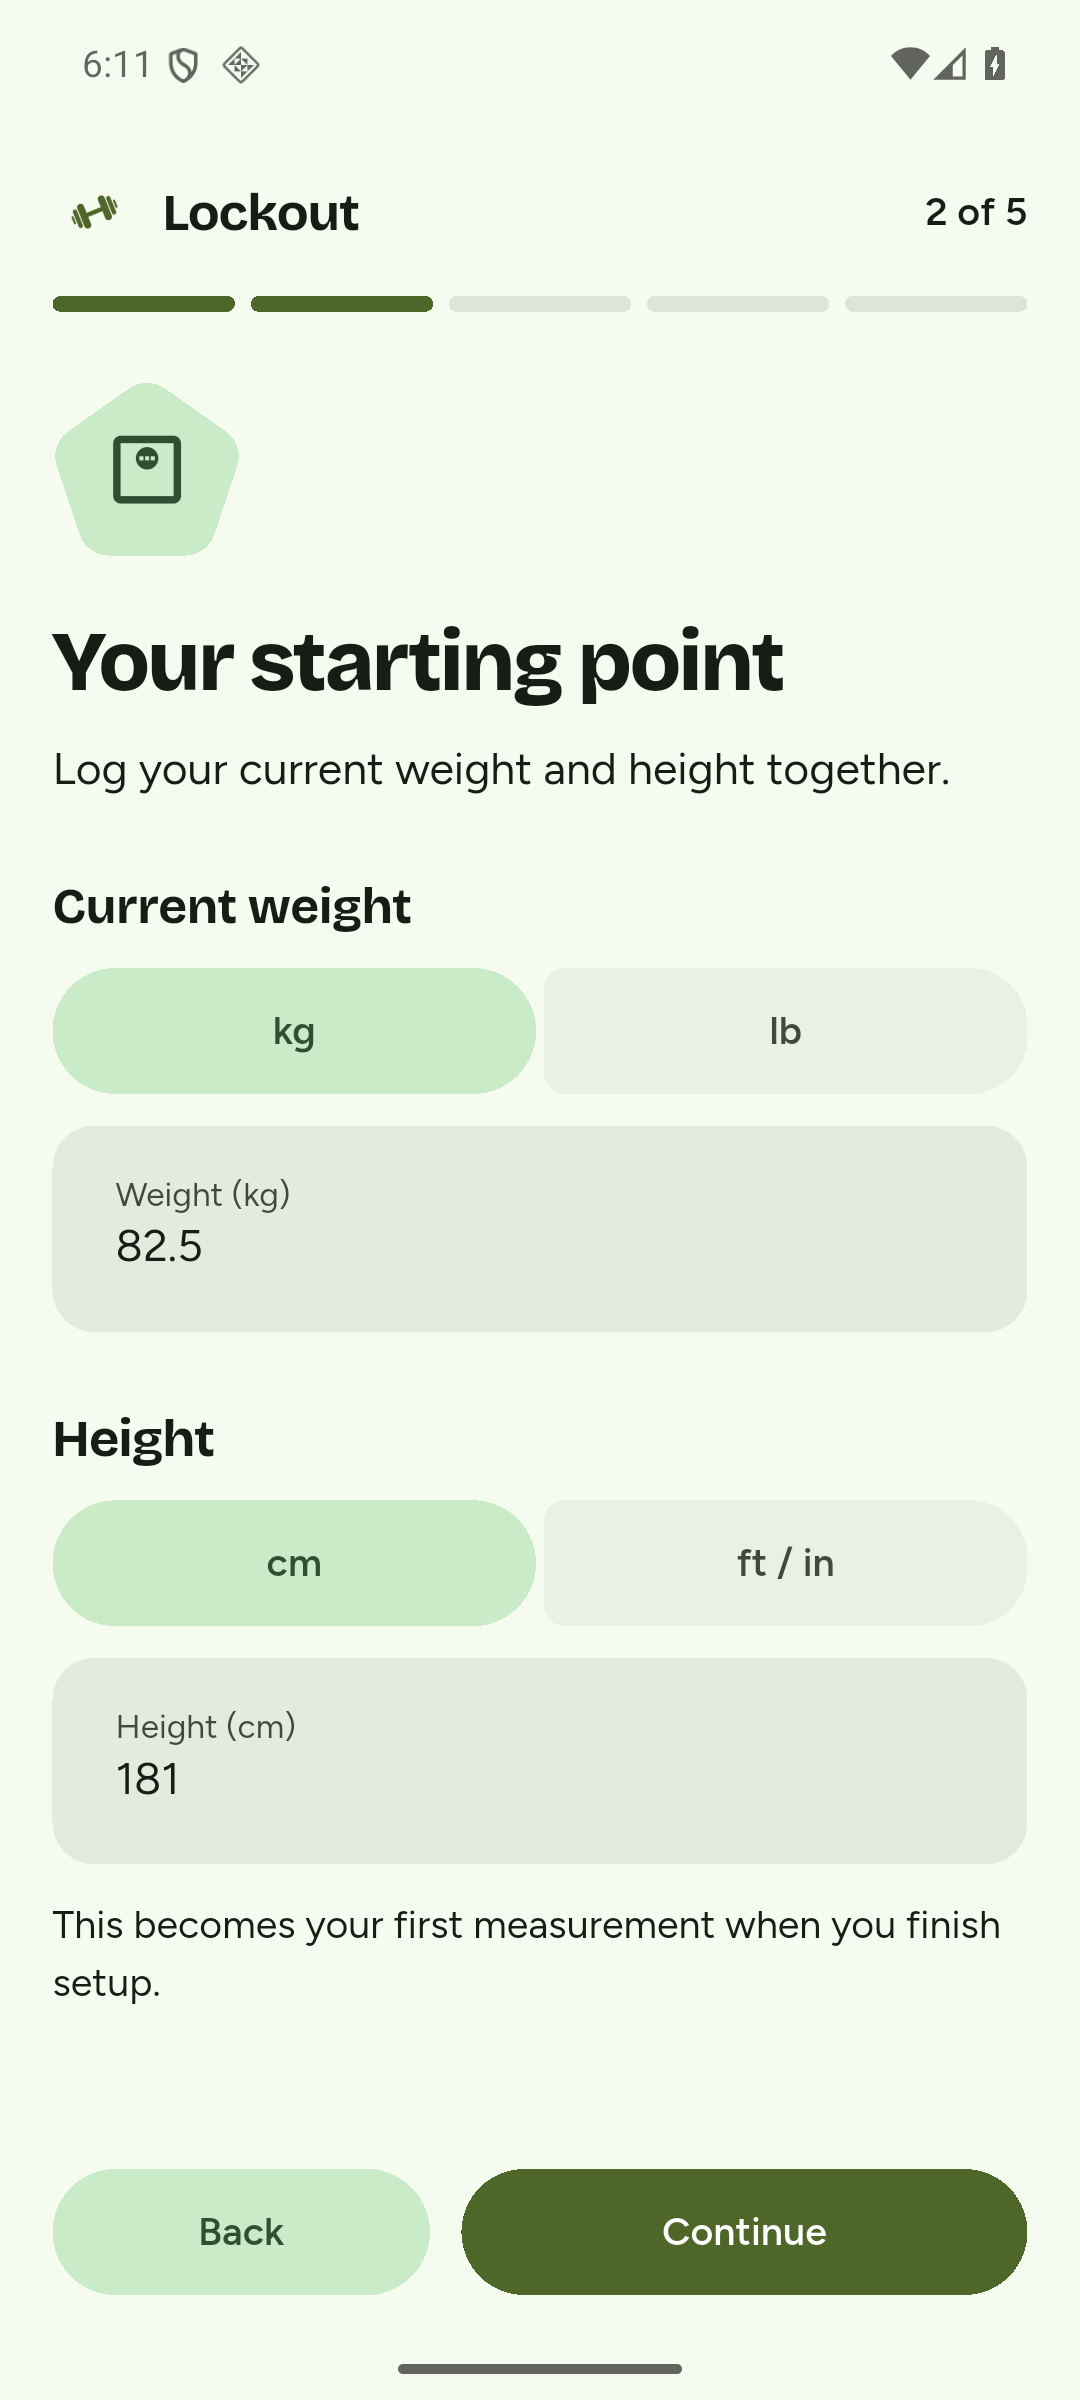 6:11
Lockout
2 of 5
Your starting point
Log your current weight and height together.
Current weight
kg
lb
Weight (kg)
82.5
Height
cm
ft / in
Height (cm)
181
This becomes your first measurement when you finish
setup.
Back
Continue